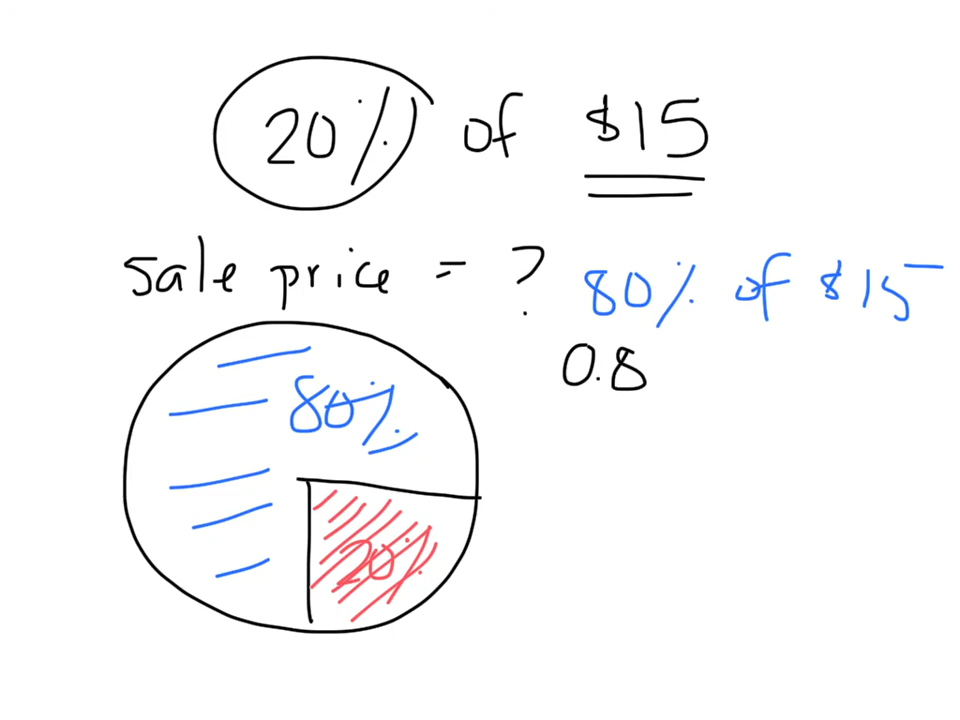 20% of $15
sale price = ? 80% of $15
0.8
80%
20%